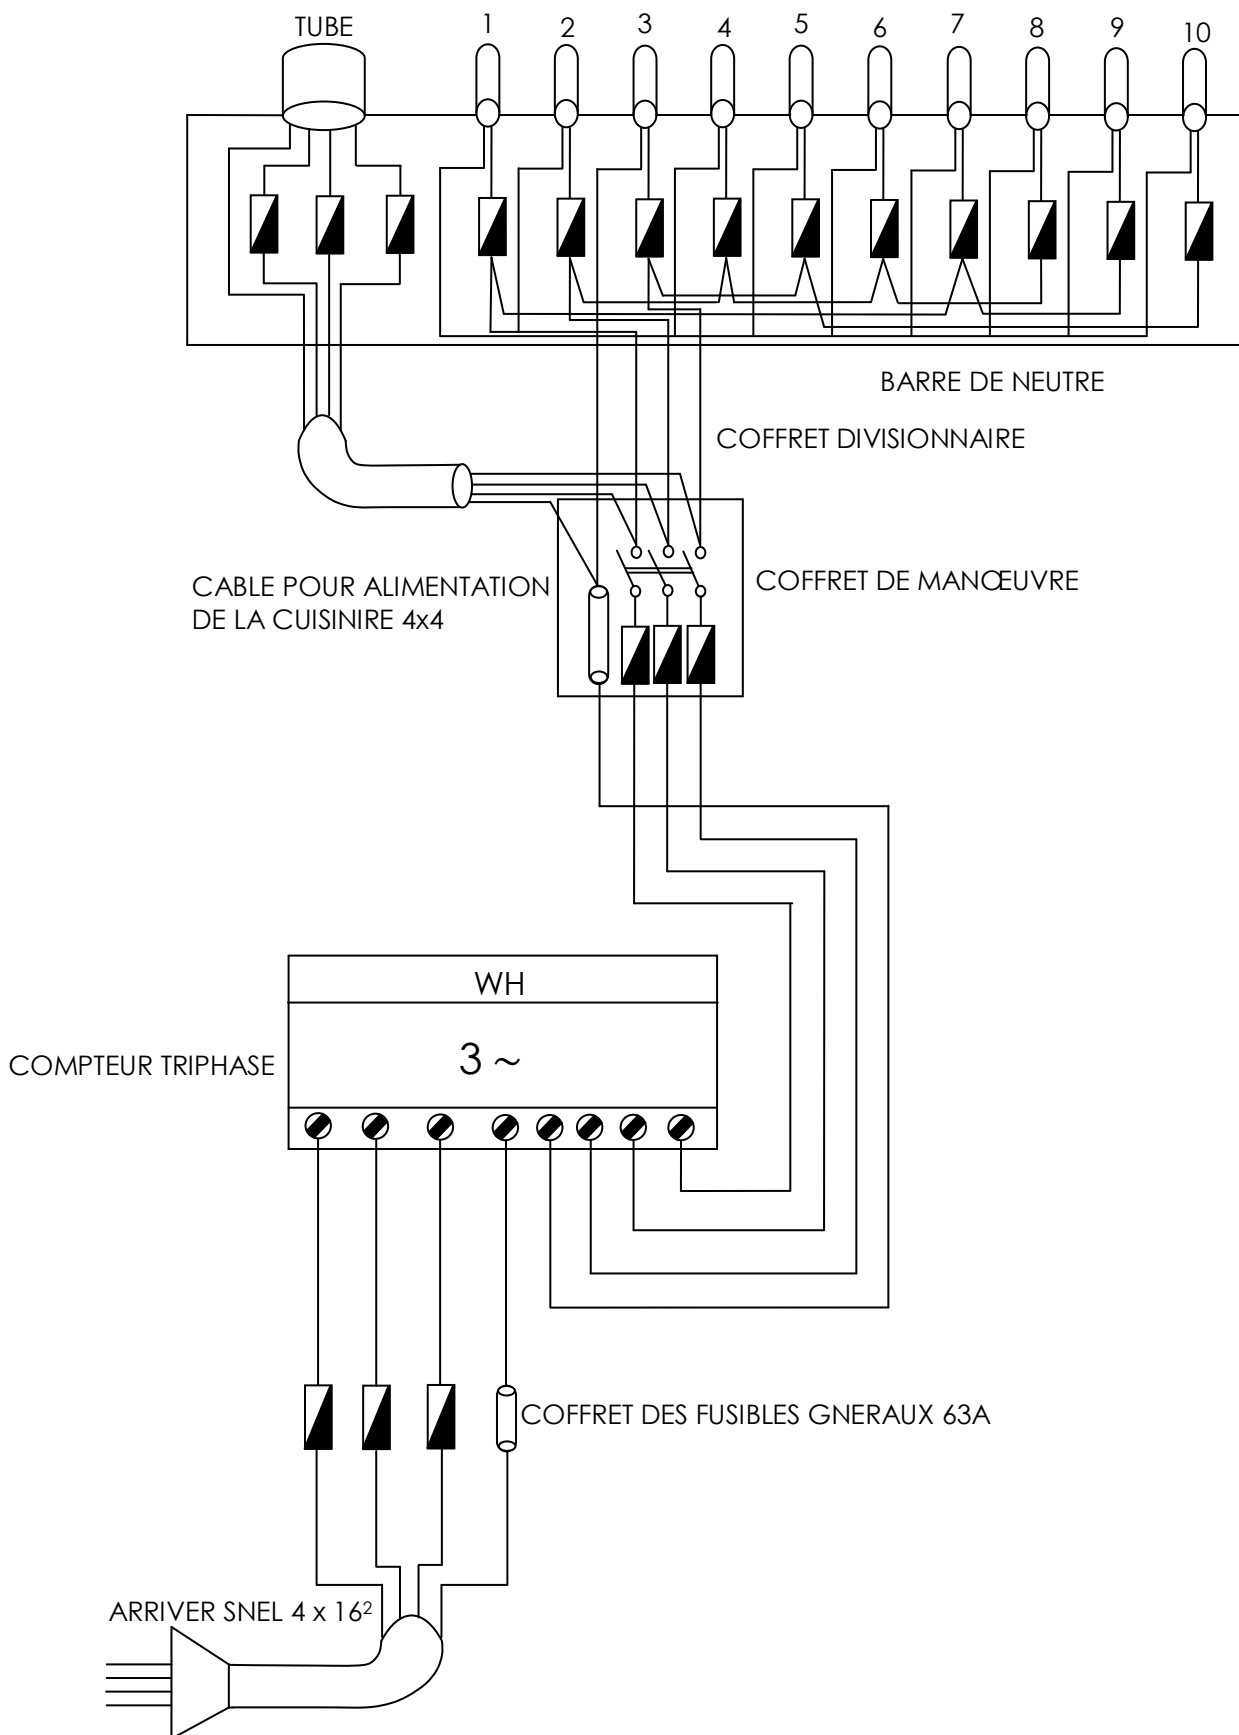 TUBE 1 2 3 4 5 6 7 8 9 10
BARRE DE NEUTRE
COFFRET DIVISIONNAIRE
CABLE POUR ALIMENTATION
DE LA CUISINIRE 4x4
COFFRET DE MANŒUVRE
WH
COMPTEUR TRIPHASE
3 ~
COFFRET DES FUSIBLES GNERAUX 63A
ARRIVER SNEL 4 x 16²